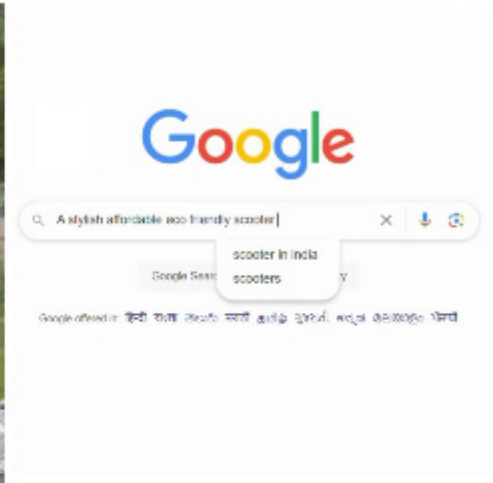 Google
A stylish affordable eco friendly scooter
scooter in India
scooters
Google Sear
y
Google offered in: हिन्दी বাংলা తెలుగు मराठी தமிழ் ગુજરાતી ಕನ್ನಡ മലയാളം ਪੰਜਾਬੀ